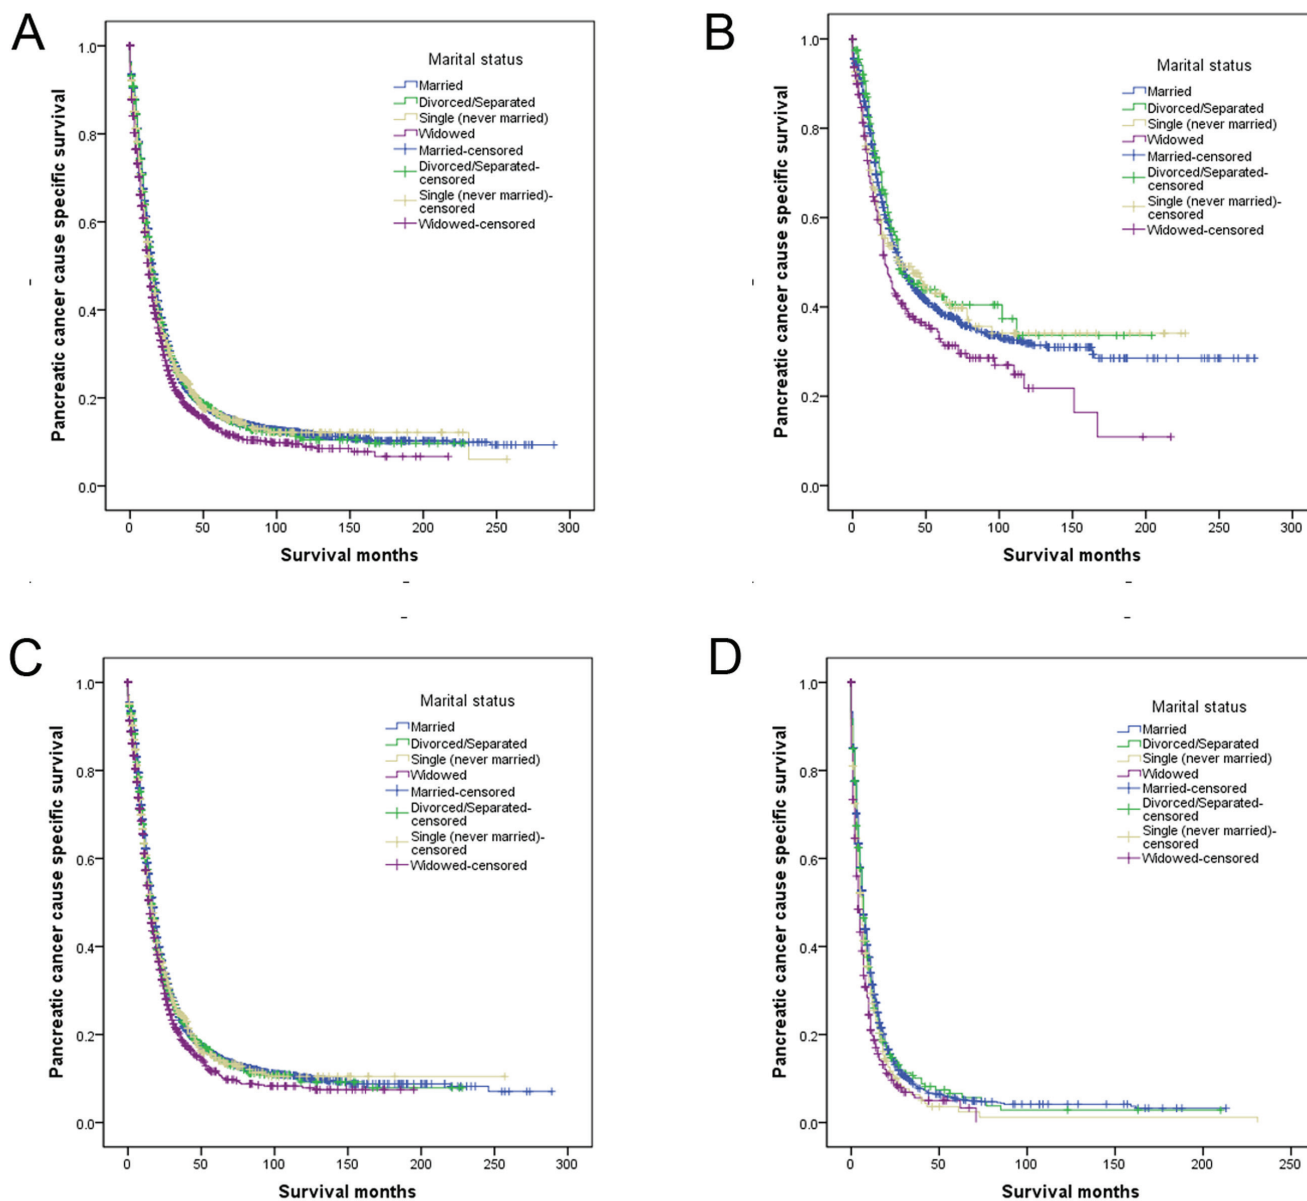 A
Pancreatic cancer cause specific survival
1.0
0.8
0.6
0.4
0.2
0.0
Marital status
Married
Divorced/Separated
Single (never married)
Widowed
Married-censored
Divorced/Separated-
censored
Single (never married)-
censored
Widowed-censored
0 50 100 150 200 250 300
Survival months
B
Pancreatic cancer cause specific survival
1.0
0.8
0.6
0.4
0.2
0.0
Marital status
Married
Divorced/Separated
Single (never married)
Widowed
Married-censored
Divorced/Separated-
censored
Single (never married)-
censored
Widowed-censored
0 50 100 150 200 250 300
Survival months
C
Pancreatic cancer cause specific survival
1.0
0.8
0.6
0.4
0.2
0.0
Marital status
Married
Divorced/Separated
Single (never married)
Widowed
Married-censored
Divorced/Separated-
censored
Single (never married)-
censored
Widowed-censored
0 50 100 150 200 250 300
Survival months
D
Pancreatic cancer cause specific survival
1.0
0.8
0.6
0.4
0.2
0.0
Marital status
Married
Divorced/Separated
Single (never married)
Widowed
Married-censored
Divorced/Separated-
censored
Single (never married)-
censored
Widowed-censored
0 50 100 150 200 250
Survival months